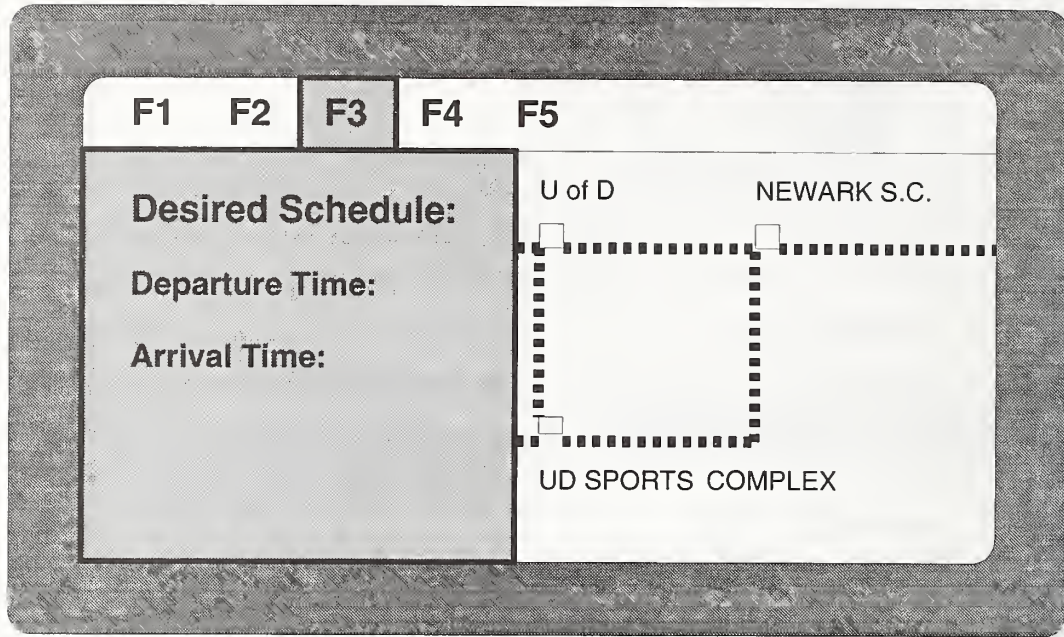 F1 F2 F3 F4 F5
Desired Schedule:
Departure Time:
Arrival Time:
U of D NEWARK S.C.
UD SPORTS COMPLEX